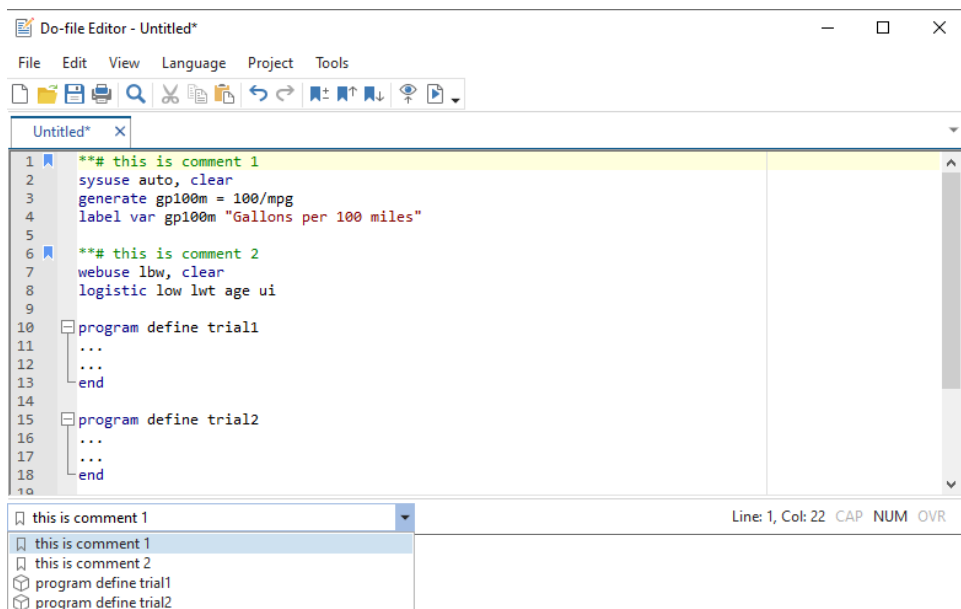 Do-file Editor - Untitled*
File Edit View Language Project Tools
Untitled*
1 **# this is comment 1
2 sysuse auto, clear
3 generate gp100m = 100/mpg
4 label var gp100m "Gallons per 100 miles"
5
6 **# this is comment 2
7 webuse lbw, clear
8 logistic low lwt age ui
9
10 program define trial1
11 ...
12 ...
13 end
14
15 program define trial2
16 ...
17 ...
18 end
19
this is comment 1 Line: 1, Col: 22 CAP NUM OVR
this is comment 1
this is comment 2
program define trial1
program define trial2